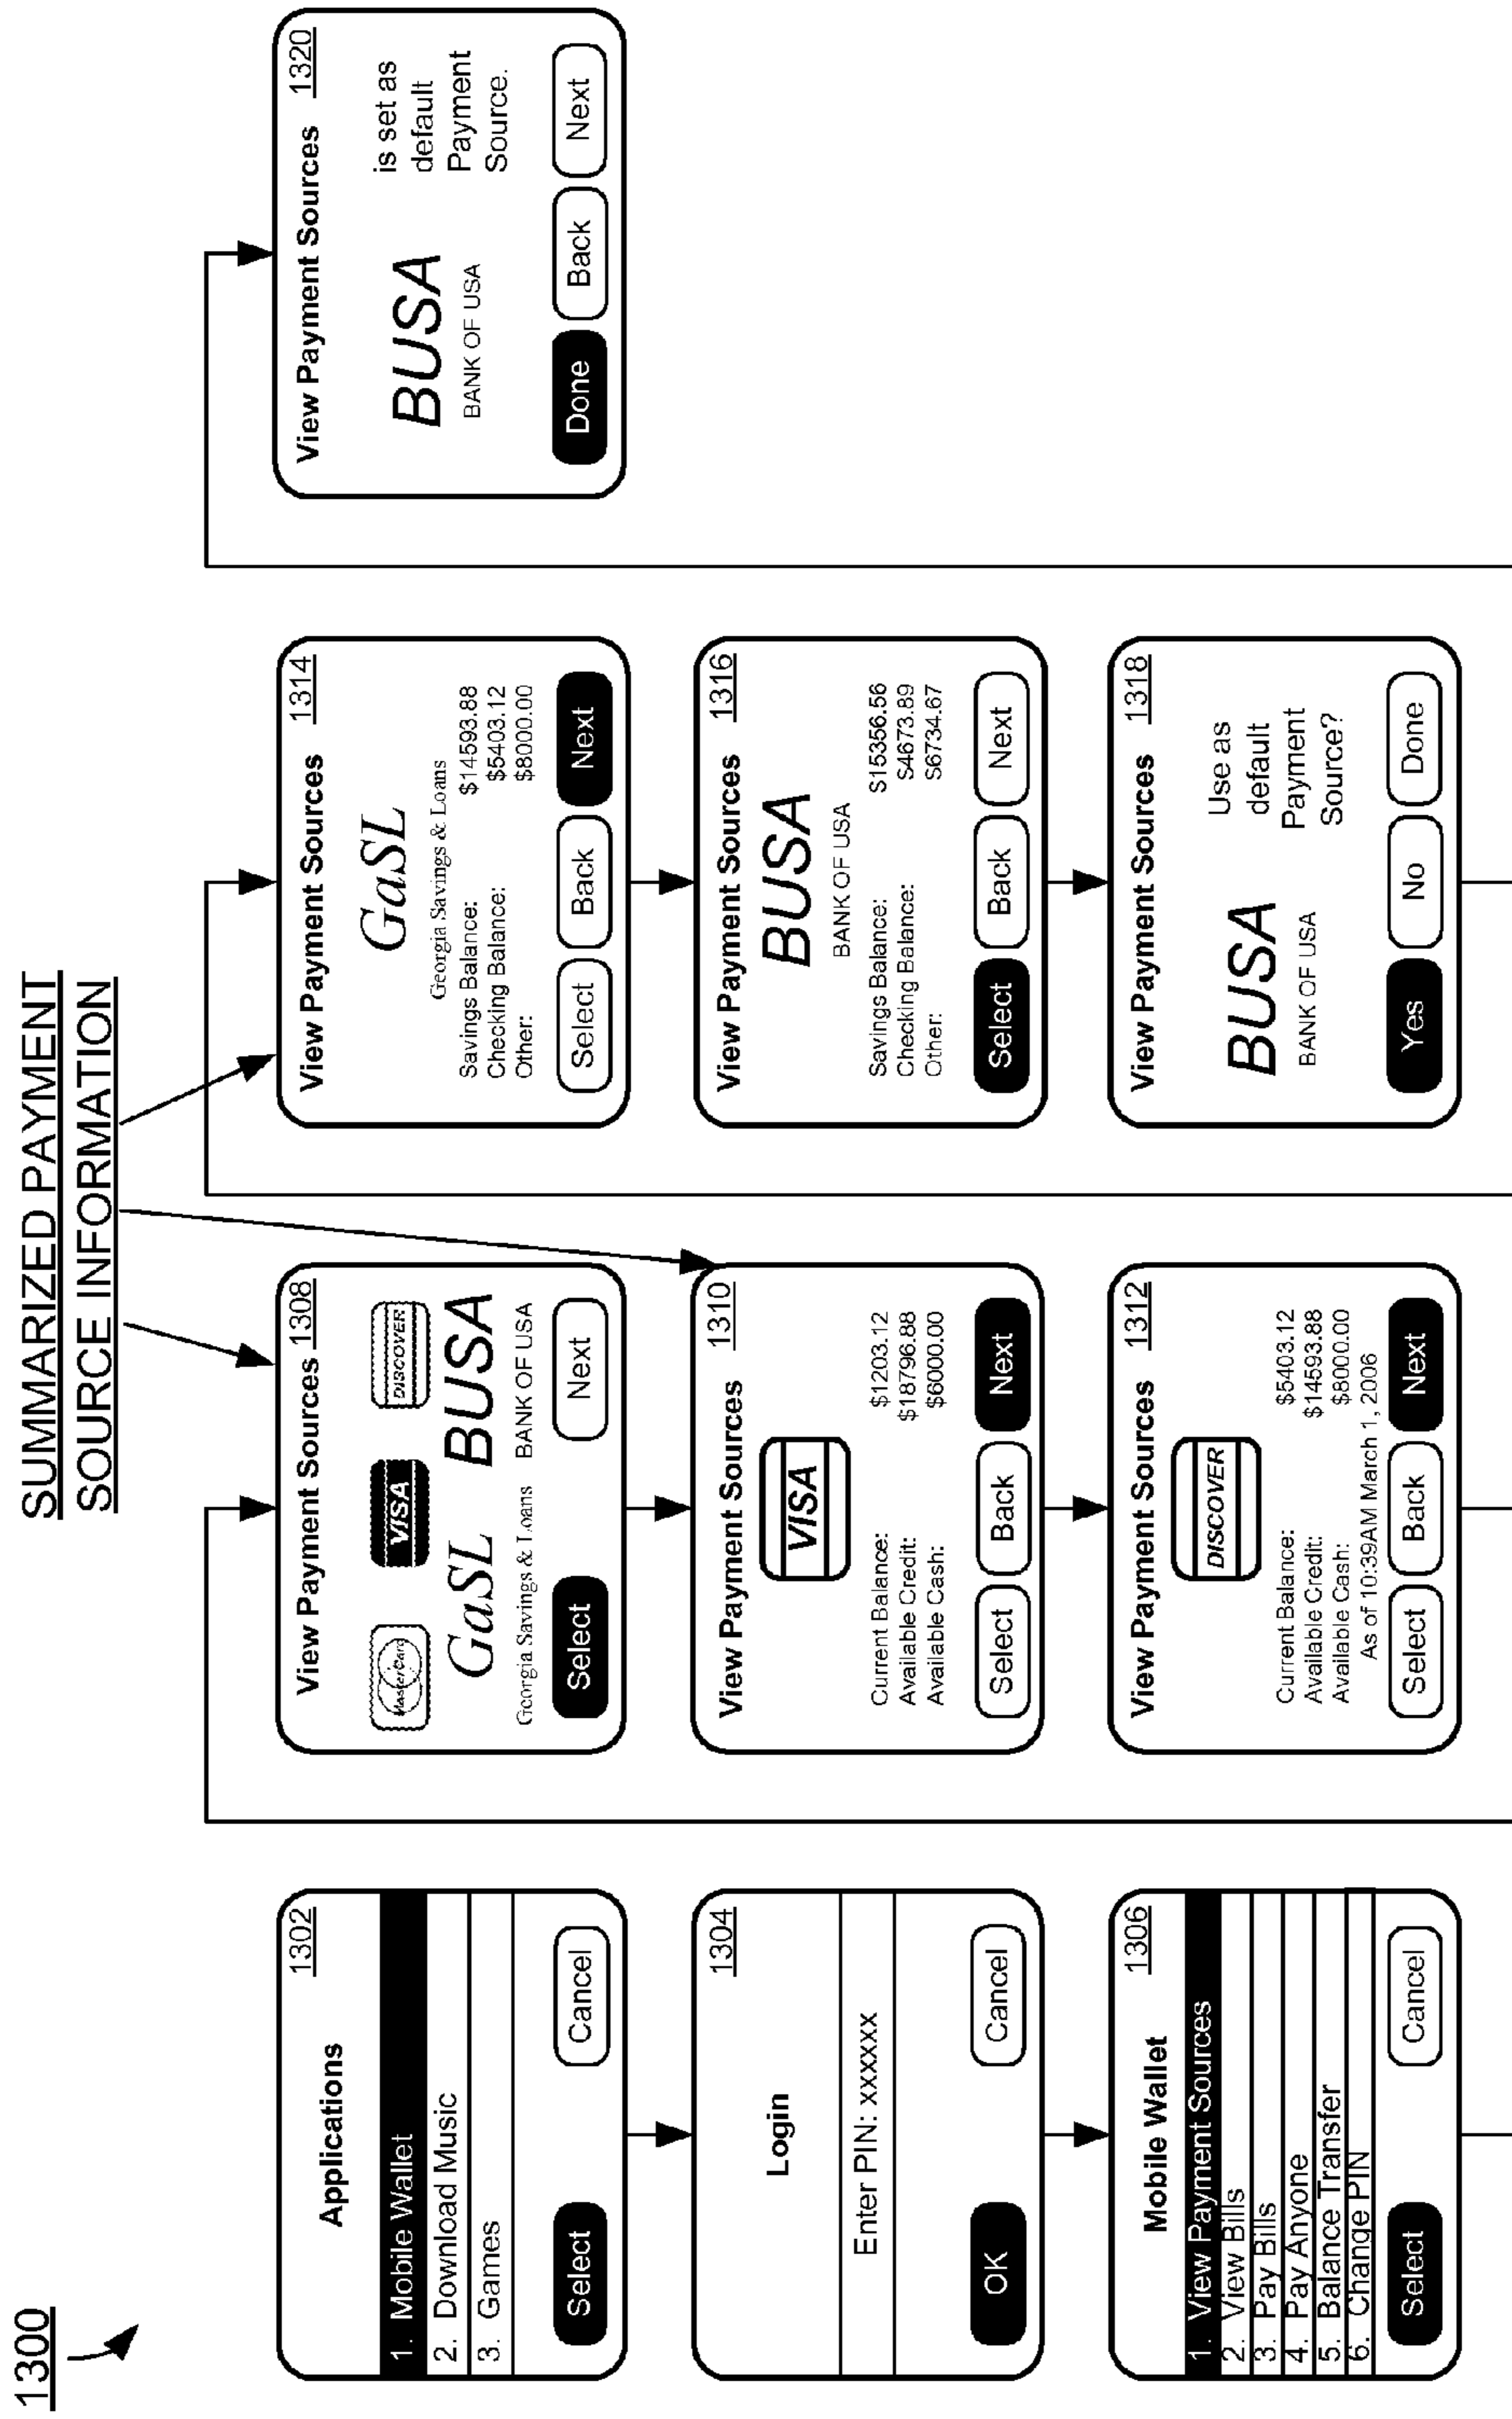 1300
SUMMARIZED PAYMENT
SOURCE INFORMATION
Applications 1302
1. Mobile Wallet
2. Download Music
3. Games
Select Cancel
Login 1304
Enter PIN: xxxxxx
OK Cancel
Mobile Wallet 1306
1. View Payment Sources
2. View Bills
3. Pay Bills
4. Pay Anyone
5. Balance Transfer
6. Change PIN
Select Cancel
View Payment Sources 1308
MasterCard VISA DISCOVER
GaSL BUSA
Georgia Savings & Loans BANK OF USA
Select Next
View Payment Sources 1310
VISA
Current Balance: $1203.12
Available Credit: $18796.88
Available Cash: $6000.00
Select Back Next
View Payment Sources 1312
DISCOVER
Current Balance: $5403.12
Available Credit: $14593.88
Available Cash: $8000.00
As of 10:39AM March 1, 2006
Select Back Next
View Payment Sources 1314
GaSL
Georgia Savings & Loans
Savings Balance: $14593.88
Checking Balance: $5403.12
Other: $8000.00
Select Back Next
View Payment Sources 1316
BUSA
BANK OF USA
Savings Balance: $15356.56
Checking Balance: $4673.89
Other: $6734.67
Select Back Next
View Payment Sources 1318
BUSA
BANK OF USA
Use as
default
Payment
Source?
Yes No Done
View Payment Sources 1320
BUSA
BANK OF USA
is set as
default
Payment
Source.
Done Back Next